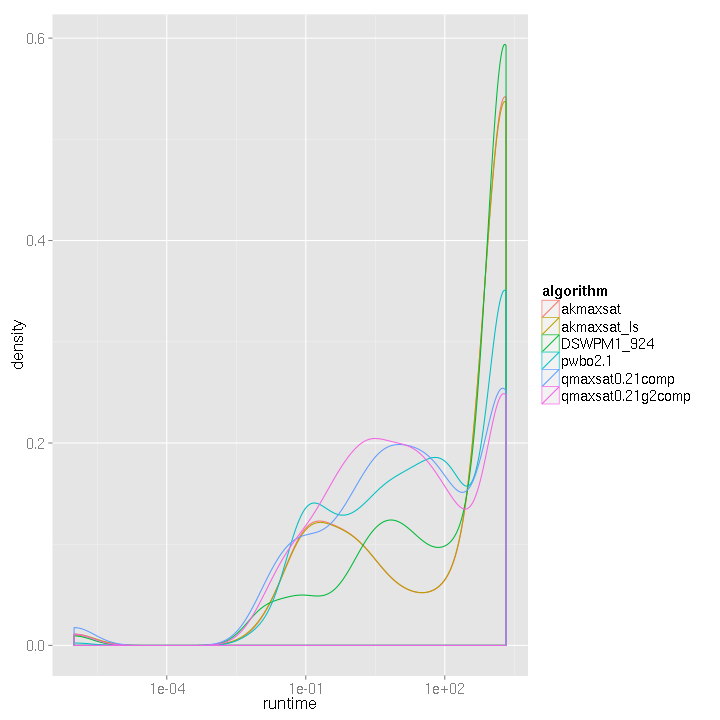 0.6
0.4
0.2
0.0
density
1e-04
1e-01
1e+02
runtime
algorithm
akmaxsat
akmaxsat_ls
DSWPM1_924
pwbo2.1
qmaxsat0.21comp
qmaxsat0.21g2comp